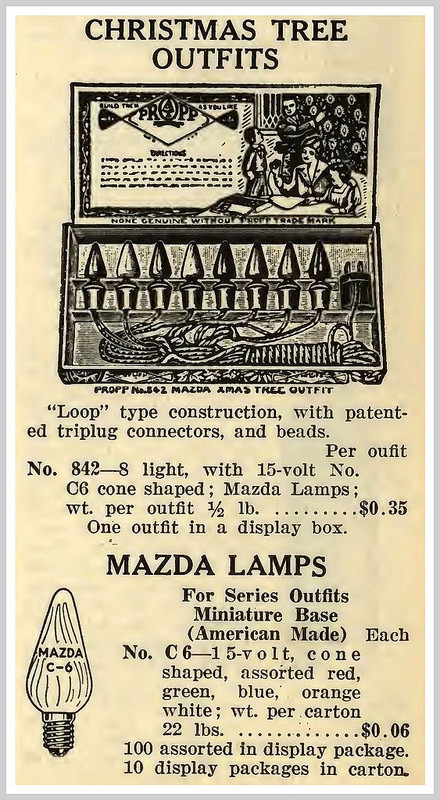 CHRISTMAS TREE
OUTFITS
BUILD THEM AS YOU LIKE
PROPP
DIRECTIONS
NONE GENUINE WITHOUT PROPP TRADE MARK
PROPP No. 842 MAZDA XMAS TREE OUTFIT
"Loop" type construction, with patent-
ed triplug connectors, and beads.
Per oufit
No. 842—8 light, with 15-volt No.
C6 cone shaped; Mazda Lamps;
wt. per outfit ½ lb. .........$0.35
One outfit in a display box.
MAZDA LAMPS
For Series Outfits
Miniature Base
(American Made) Each
MAZDA
C-6
No. C6—15-volt, cone
shaped, assorted red,
green, blue, orange
white; wt. per carton
22 lbs. ............$0.06
100 assorted in display package.
10 display packages in carton.